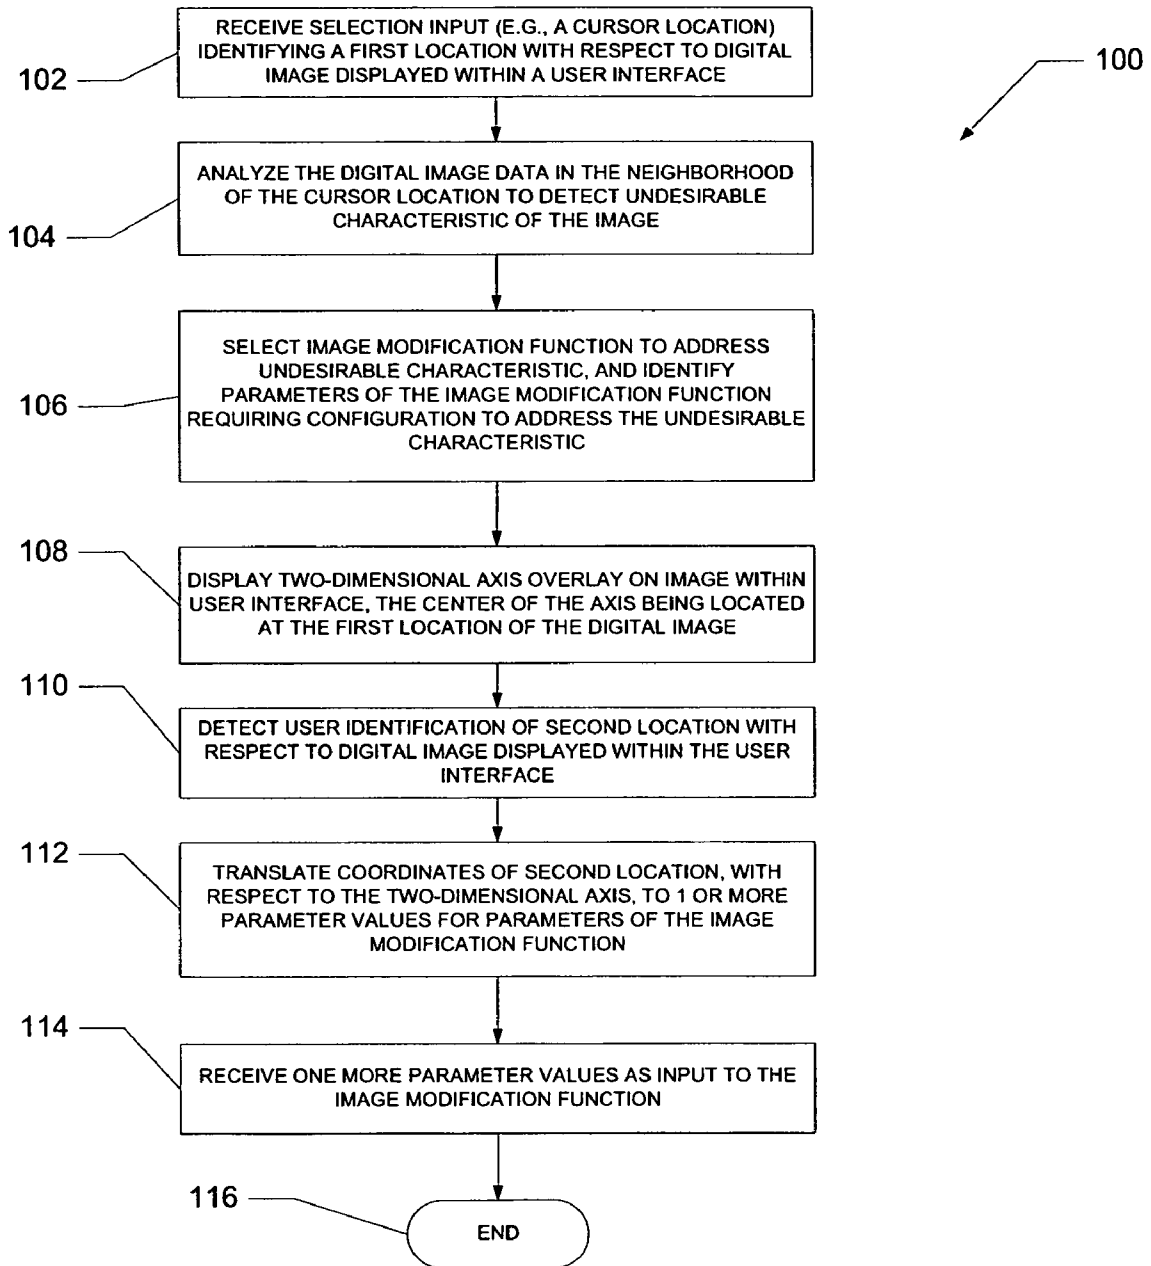 RECEIVE SELECTION INPUT (E.G., A CURSOR LOCATION)
IDENTIFYING A FIRST LOCATION WITH RESPECT TO DIGITAL
IMAGE DISPLAYED WITHIN A USER INTERFACE
102
100
ANALYZE THE DIGITAL IMAGE DATA IN THE NEIGHBORHOOD
OF THE CURSOR LOCATION TO DETECT UNDESIRABLE
CHARACTERISTIC OF THE IMAGE
104
SELECT IMAGE MODIFICATION FUNCTION TO ADDRESS
UNDESIRABLE CHARACTERISTIC, AND IDENTIFY
PARAMETERS OF THE IMAGE MODIFICATION FUNCTION
REQUIRING CONFIGURATION TO ADDRESS THE UNDESIRABLE
CHARACTERISTIC
106
108
DISPLAY TWO-DIMENSIONAL AXIS OVERLAY ON IMAGE WITHIN
USER INTERFACE, THE CENTER OF THE AXIS BEING LOCATED
AT THE FIRST LOCATION OF THE DIGITAL IMAGE
110
DETECT USER IDENTIFICATION OF SECOND LOCATION WITH
RESPECT TO DIGITAL IMAGE DISPLAYED WITHIN THE USER
INTERFACE
112
TRANSLATE COORDINATES OF SECOND LOCATION, WITH
RESPECT TO THE TWO-DIMENSIONAL AXIS, TO 1 OR MORE
PARAMETER VALUES FOR PARAMETERS OF THE IMAGE
MODIFICATION FUNCTION
114
RECEIVE ONE MORE PARAMETER VALUES AS INPUT TO THE
IMAGE MODIFICATION FUNCTION
116
END